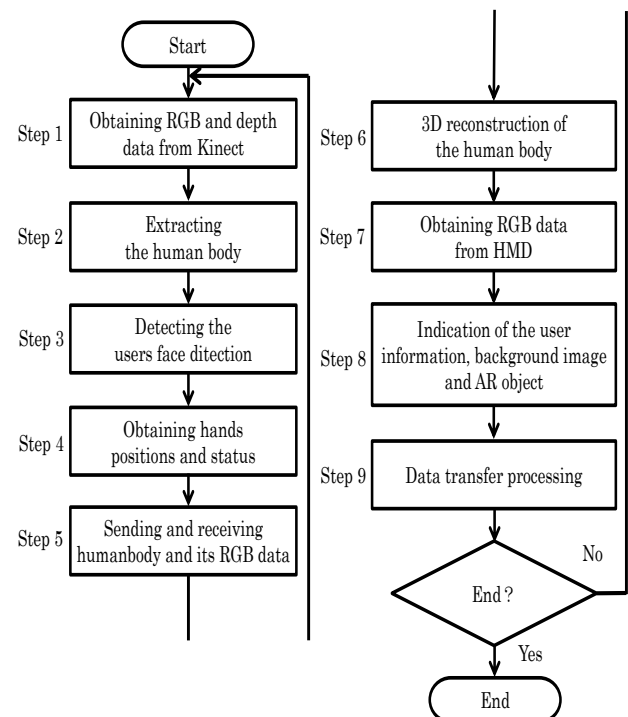 Start
Step 1
Obtaining RGB and depth
data from Kinect
Step 2
Extracting
the human body
Step 3
Detecting the
users face ditection
Step 4
Obtaining hands
positions and status
Step 5
Sending and receiving
humanbody and its RGB data
Step 6
3D reconstruction of
the human body
Step 7
Obtaining RGB data
from HMD
Step 8
Indication of the user
information, background image
and AR object
Step 9
Data transfer processing
End ?
No
Yes
End